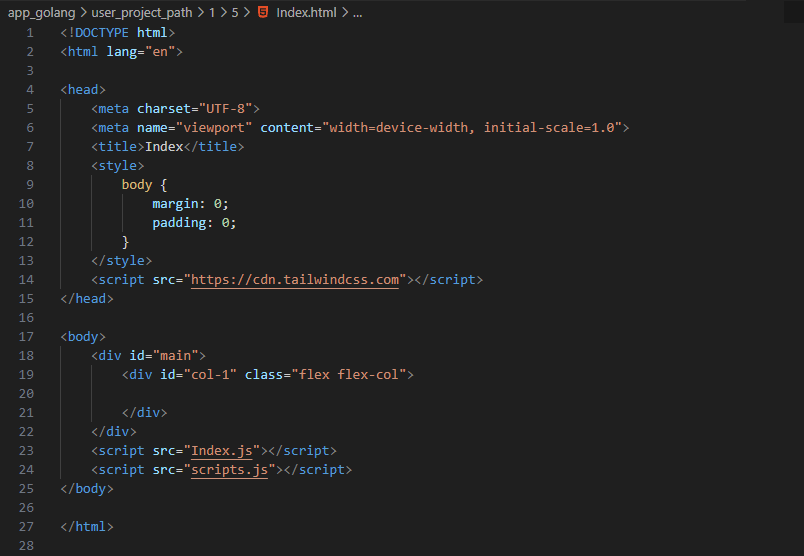 app_golang > user_project_path > 1 > 5 > Index.html > ...
1 <!DOCTYPE html>
2 <html lang="en">
3
4 <head>
5     <meta charset="UTF-8">
6     <meta name="viewport" content="width=device-width, initial-scale=1.0">
7     <title>Index</title>
8     <style>
9         body {
10             margin: 0;
11             padding: 0;
12         }
13     </style>
14     <script src="https://cdn.tailwindcss.com"></script>
15 </head>
16
17 <body>
18     <div id="main">
19         <div id="col-1" class="flex flex-col">
20
21         </div>
22     </div>
23     <script src="Index.js"></script>
24     <script src="scripts.js"></script>
25 </body>
26
27 </html>
28